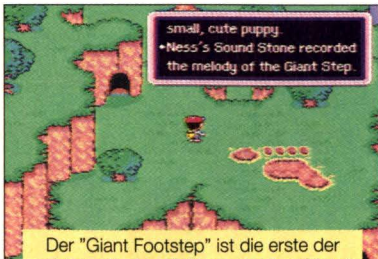 small, cute puppy.
•Ness's Sound Stone recorded
the melody of the Giant Step.
Der "Giant Footstep" ist die erste der